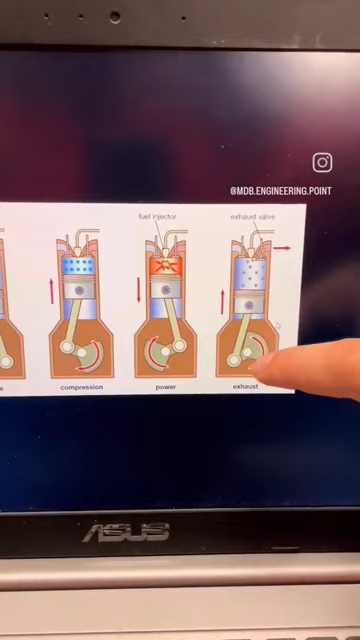 @MDB.ENGINEERING.POINT
fuel injector
exhaust valve
compression
power
exhaust
ASUS